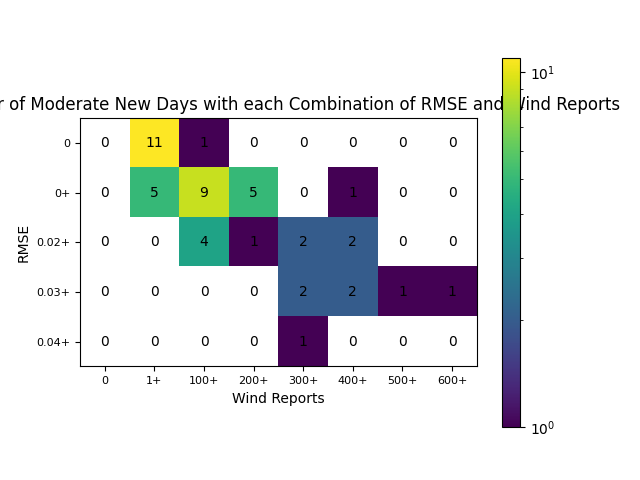 r of Moderate New Days with each Combination of RMSE and Wind Reports
10¹
0 0 11 1 0 0 0 0 0
0+ 0 5 9 5 0 1 0 0
RMSE
0.02+ 0 0 4 1 2 2 0 0
0.03+ 0 0 0 0 2 2 1 1
0.04+ 0 0 0 0 1 0 0 0
0 1+ 100+ 200+ 300+ 400+ 500+ 600+
Wind Reports
10⁰